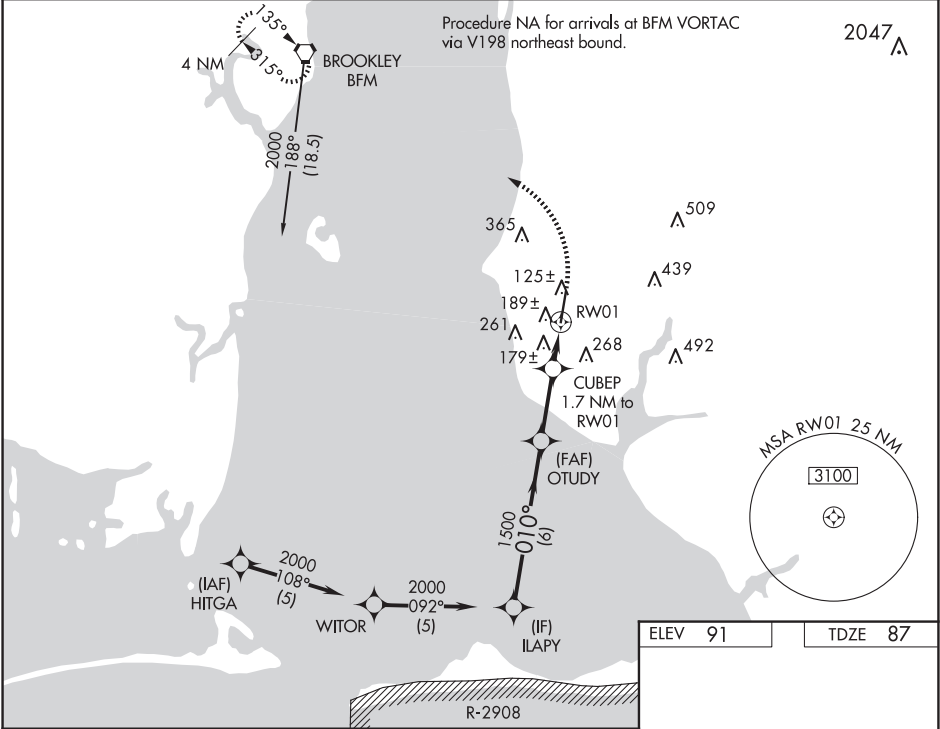 Procedure NA for arrivals at BFM VORTAC
via V198 northeast bound.
2047
135°
315°
4 NM
BROOKLEY
BFM
2000
188°
(18.5)
365
509
125±
439
189±
RW01
261
179±
268
492
CUBEP
1.7 NM to
RW01
(FAF)
OTUDY
MSA RW01 25 NM
3100
1500
010°
(6)
2000
108°
(5)
(IAF)
HITGA
WITOR
2000
092°
(5)
(IF)
ILAPY
ELEV 91
TDZE 87
R-2908